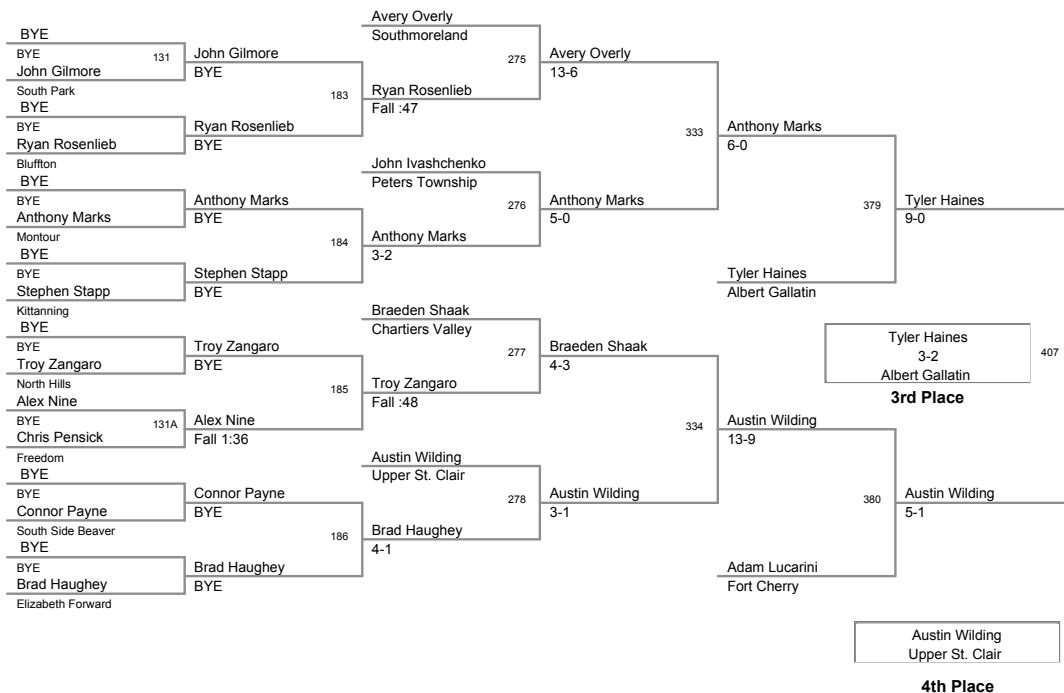 BYE
BYE
131
John Gilmore
South Park
BYE
BYE
Ryan Rosenlieb
Bluffton
BYE
BYE
Anthony Marks
Montour
BYE
BYE
Stephen Stapp
Kittanning
BYE
BYE
Troy Zangaro
North Hills
Alex Nine
BYE
131A
Chris Pensick
Freedom
BYE
BYE
Connor Payne
South Side Beaver
BYE
BYE
Brad Haughey
Elizabeth Forward
John Gilmore
BYE
183
Ryan Rosenlieb
BYE
Anthony Marks
BYE
184
Stephen Stapp
BYE
Troy Zangaro
BYE
185
Alex Nine
Fall 1:36
Connor Payne
BYE
186
Brad Haughey
BYE
Avery Overly
Southmoreland
275
Ryan Rosenlieb
Fall :47
John Ivashchenko
Peters Township
276
Anthony Marks
3-2
Braeden Shaak
Chartiers Valley
277
Troy Zangaro
Fall :48
Austin Wilding
Upper St. Clair
278
Brad Haughey
4-1
Avery Overly
13-6
333
Anthony Marks
5-0
Braeden Shaak
4-3
334
Austin Wilding
3-1
Anthony Marks
6-0
379
Tyler Haines
Albert Gallatin
Austin Wilding
13-9
380
Adam Lucarini
Fort Cherry
Tyler Haines
9-0
Tyler Haines
3-2
Albert Gallatin
407
3rd Place
Austin Wilding
5-1
Austin Wilding
Upper St. Clair
4th Place